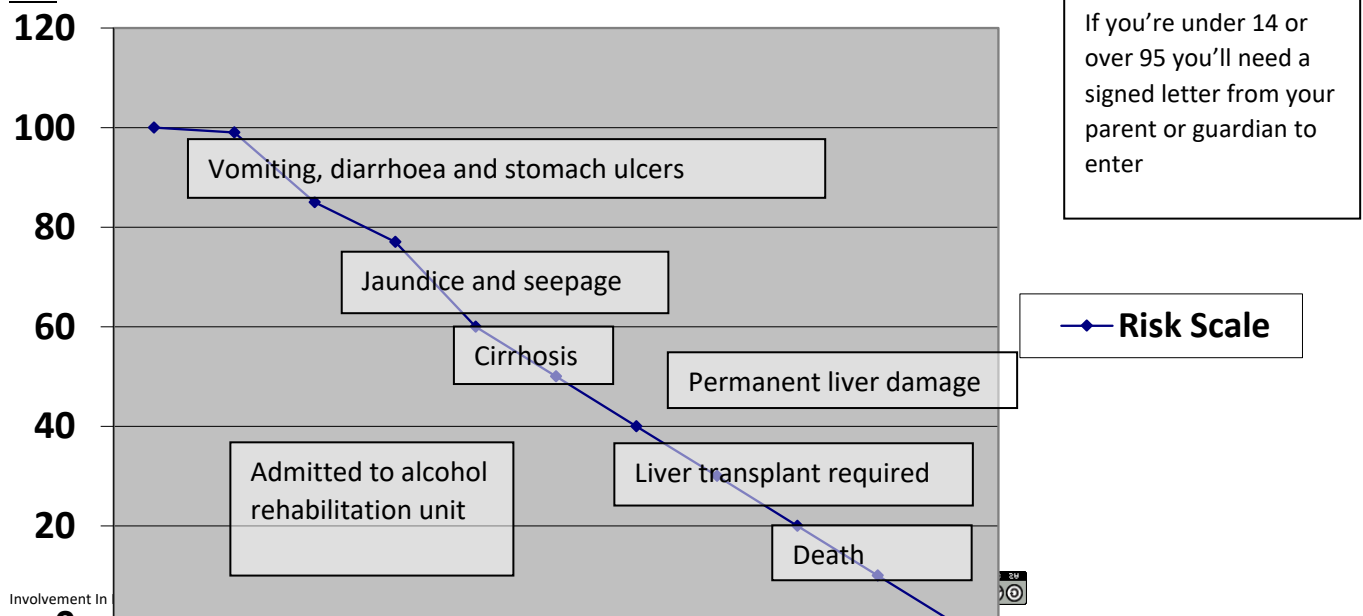 120
If you’re under 14 or
over 95 you’ll need a
signed letter from your
parent or guardian to
enter
100
Vomiting, diarrhoea and stomach ulcers
80
Jaundice and seepage
60
Risk Scale
Cirrhosis
Permanent liver damage
40
Admitted to alcohol
rehabilitation unit
Liver transplant required
20
Death
Involvement In